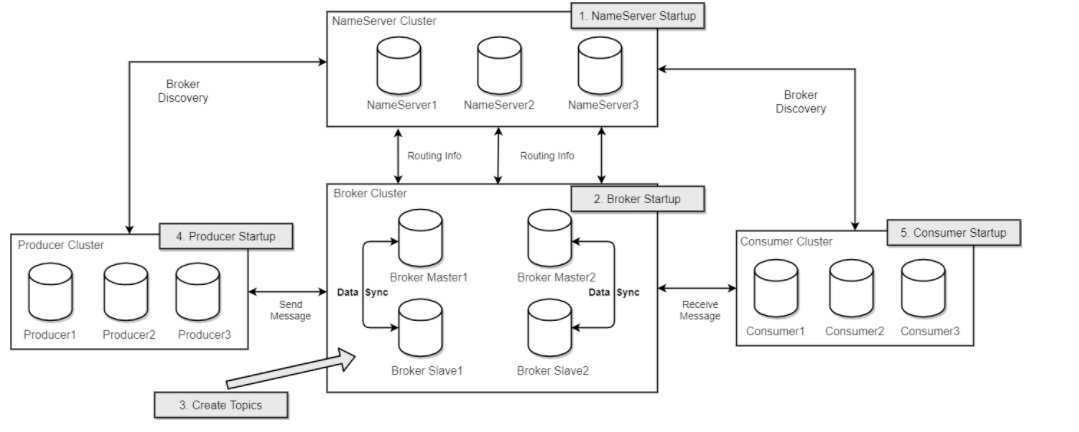 NameServer Cluster
1. NameServer Startup
NameServer1
NameServer2
NameServer3
Broker
Discovery
Broker
Discovery
Routing Info
Routing Info
Broker Cluster
2. Broker Startup
Broker Master1
Broker Master2
Data Sync
Data Sync
Broker Slave1
Broker Slave2
4. Producer Startup
Producer Cluster
Producer1
Producer2
Producer3
Send
Message
Receive
Message
5. Consumer Startup
Consumer Cluster
Consumer1
Consumer2
Consumer3
3. Create Topics